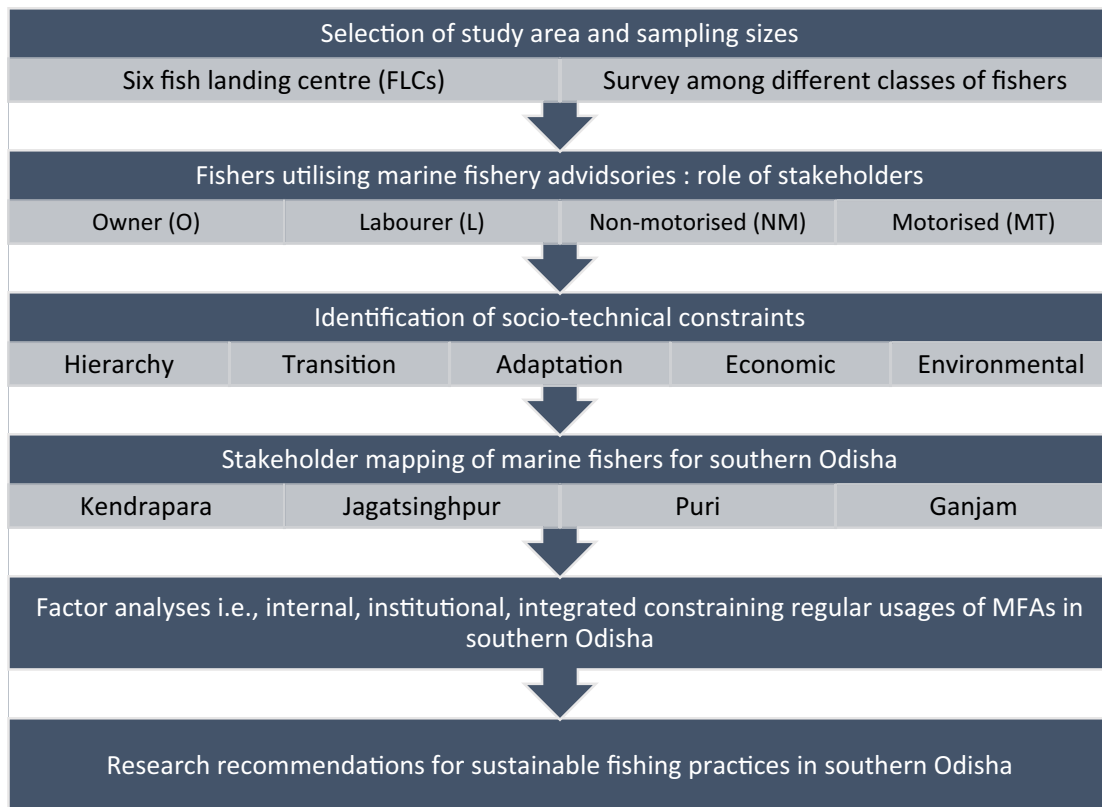 Selection of study area and sampling sizes
Six fish landing centre (FLCs)
Survey among different classes of fishers
Fishers utilising marine fishery advidsories : role of stakeholders
Owner (O)
Labourer (L)
Non-motorised (NM)
Motorised (MT)
Identification of socio-technical constraints
Hierarchy
Transition
Adaptation
Economic
Environmental
Stakeholder mapping of marine fishers for southern Odisha
Kendrapara
Jagatsinghpur
Puri
Ganjam
Factor analyses i.e., internal, institutional, integrated constraining regular usages of MFAs in
southern Odisha
Research recommendations for sustainable fishing practices in southern Odisha